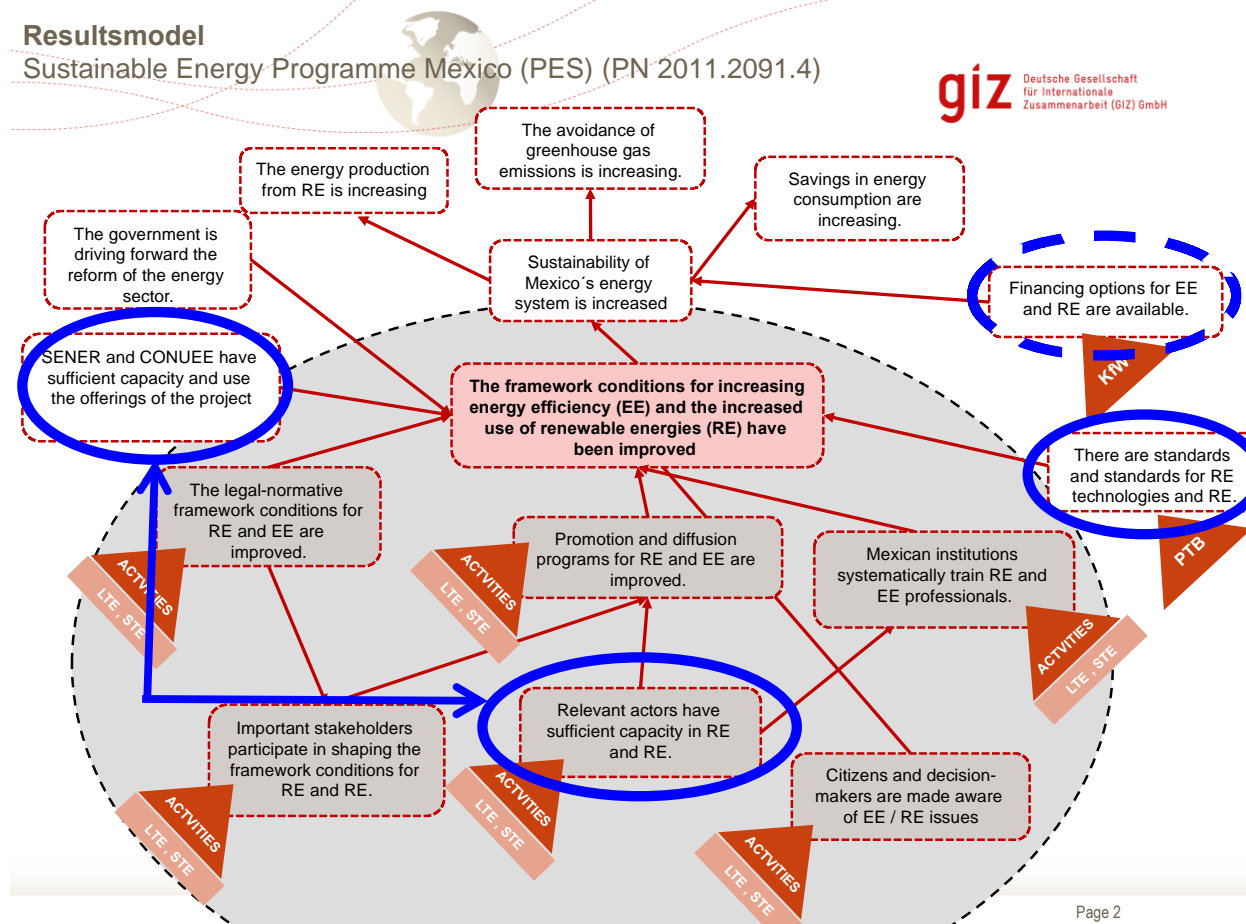 Resultsmodel
Sustainable Energy Programme Mexico (PES) (PN 2011.2091.4)
giz
Deutsche Gesellschaft
für Internationale
Zusammenarbeit (GIZ) GmbH
The avoidance of
greenhouse gas
emissions is increasing.
The energy production
from RE is increasing
Savings in energy
consumption are
increasing.
The government is
driving forward the
reform of the energy
sector.
Sustainability of
Mexico´s energy
system is increased
Financing options for EE
and RE are available.
KfW
SENER and CONUEE have
sufficient capacity and use
the offerings of the project
The framework conditions for increasing
energy efficiency (EE) and the increased
use of renewable energies (RE) have
been improved
There are standards
and standards for RE
technologies and RE.
PTB
The legal-normative
framework conditions for
RE and EE are
improved.
ACTVITIES
LTE , STE
Promotion and diffusion
programs for RE and EE are
improved.
ACTVITIES
LTE , STE
Mexican institutions
systematically train RE and
EE professionals.
ACTVITIES
LTE , STE
Important stakeholders
participate in shaping the
framework conditions for
RE and RE.
ACTVITIES
LTE , STE
Relevant actors have
sufficient capacity in RE
and RE.
ACTVITIES
LTE , STE
Citizens and decision-
makers are made aware
of EE / RE issues
ACTVITIES
LTE , STE
Page 2